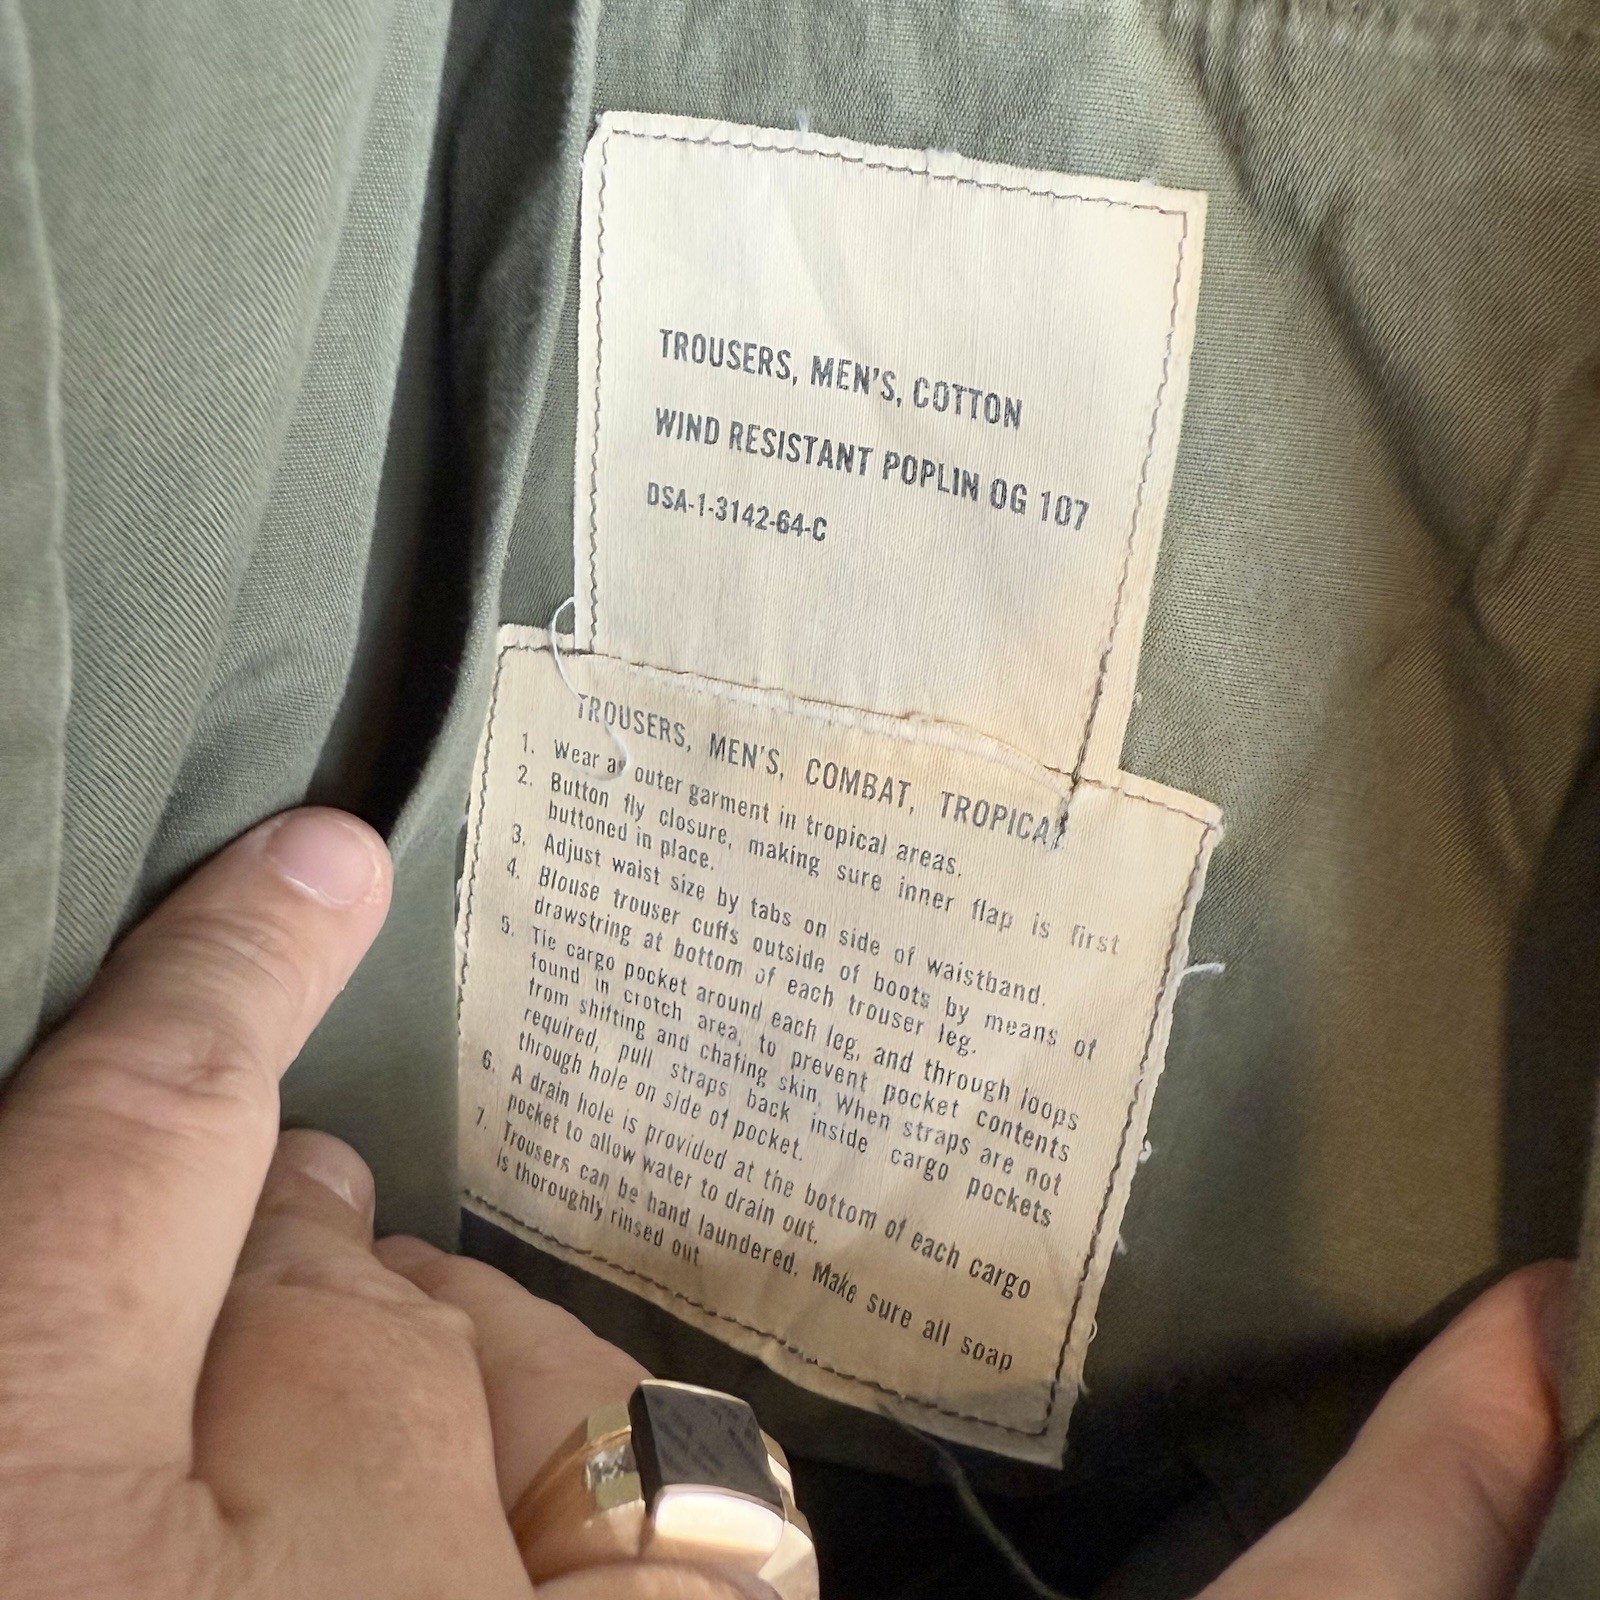 TROUSERS, MEN'S, COTTON
WIND RESISTANT POPLIN OG 107
DSA-1-3142-64-C
TROUSERS, MEN'S, COMBAT, TROPICAL
1. Wear as outer garment in tropical areas.
2. Button fly closure, making sure inner flap is first
buttoned in place.
3. Adjust waist size by tabs on side of waistband.
4. Blouse trouser cuffs outside of boots by means of
drawstring at bottom of each trouser leg.
5. Tie cargo pocket around each leg, and through loops
found in crotch area, to prevent pocket contents
from shifting and chafing skin. When straps are not
required, pull straps back inside cargo pockets
through hole on side of pocket.
6. A drain hole is provided at the bottom of each cargo
pocket to allow water to drain out.
7. Trousers can be hand laundered. Make sure all soap
is thoroughly rinsed out.